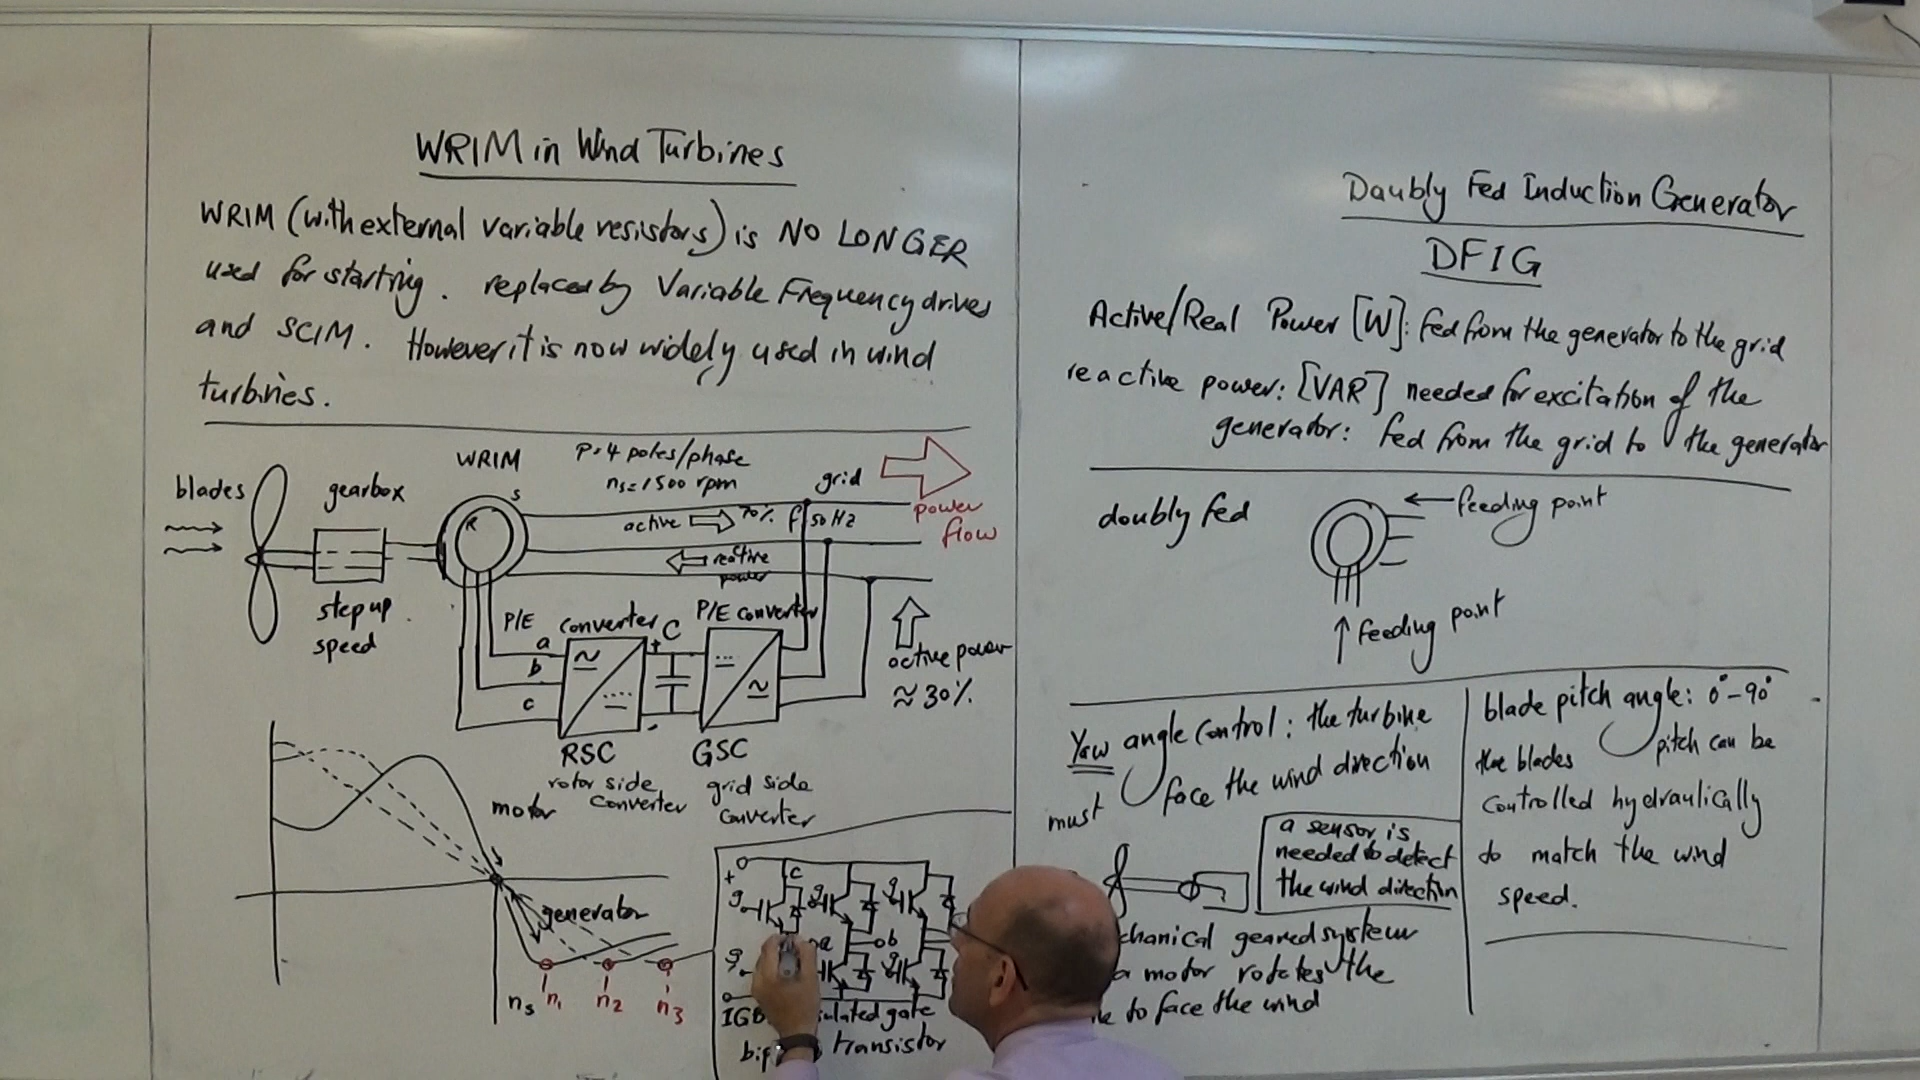 WRIM in Wind Turbines
WRIM (with external variable resistors) is NO LONGER
used for starting. replaced by Variable Frequency drives
and SCIM. However it is now widely used in wind
turbines.
WRIM
P=4 poles/phase
ns=1500 rpm
grid
blades
gearbox
S
R
active
70%
f
50 Hz
power
flow
reactive
power
step up
speed
P/E converter
C
P/E converter
a
b
c
+
-
active power
≈ 30%
RSC
rotor side
converter
GSC
grid side
converter
motor
generator
ns
n1
n2
n3
+
C
g
g
g
a
b
g
g
g
gate
transistor
Daubly Fed Induction Generator
DFIG
Active/Real Power [W]: fed from the generator to the grid
reactive power: [VAR] needed for excitation of the
generator: fed from the grid to the generator
doubly fed
feeding point
feeding point
Yaw angle control: the turbine
must face the wind direction
a sensor is
needed to detect
the wind direction
geared system
a motor rotates the
to face the wind
blade pitch angle: 0°-90°
the blades pitch can be
controlled hydraulically
to match the wind
speed.